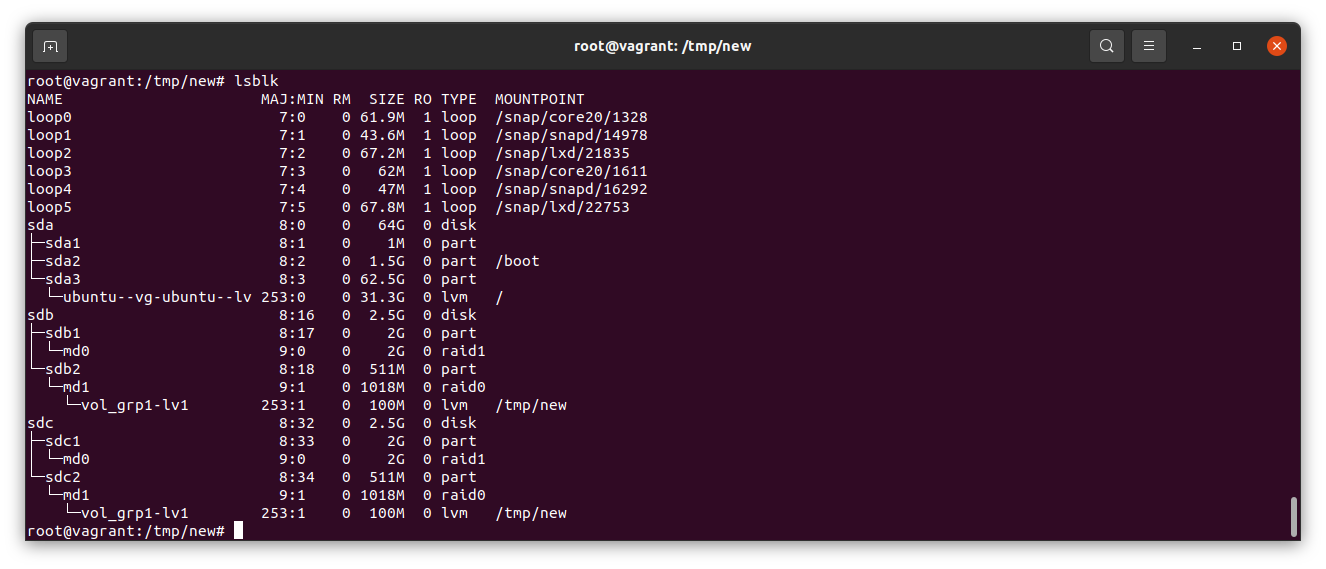 root@vagrant: /tmp/new
root@vagrant:/tmp/new# lsblk
NAME                      MAJ:MIN RM  SIZE RO TYPE  MOUNTPOINT
loop0                       7:0    0 61.9M  1 loop  /snap/core20/1328
loop1                       7:1    0 43.6M  1 loop  /snap/snapd/14978
loop2                       7:2    0 67.2M  1 loop  /snap/lxd/21835
loop3                       7:3    0   62M  1 loop  /snap/core20/1611
loop4                       7:4    0   47M  1 loop  /snap/snapd/16292
loop5                       7:5    0 67.8M  1 loop  /snap/lxd/22753
sda                         8:0    0   64G  0 disk
├─sda1                      8:1    0    1M  0 part
├─sda2                      8:2    0  1.5G  0 part  /boot
└─sda3                      8:3    0 62.5G  0 part
  └─ubuntu--vg-ubuntu--lv 253:0    0 31.3G  0 lvm   /
sdb                         8:16   0  2.5G  0 disk
├─sdb1                      8:17   0    2G  0 part
│ └─md0                     9:0    0    2G  0 raid1
└─sdb2                      8:18   0  511M  0 part
  └─md1                     9:1    0 1018M  0 raid0
    └─vol_grp1-lv1        253:1    0  100M  0 lvm   /tmp/new
sdc                         8:32   0  2.5G  0 disk
├─sdc1                      8:33   0    2G  0 part
│ └─md0                     9:0    0    2G  0 raid1
└─sdc2                      8:34   0  511M  0 part
  └─md1                     9:1    0 1018M  0 raid0
    └─vol_grp1-lv1        253:1    0  100M  0 lvm   /tmp/new
root@vagrant:/tmp/new#